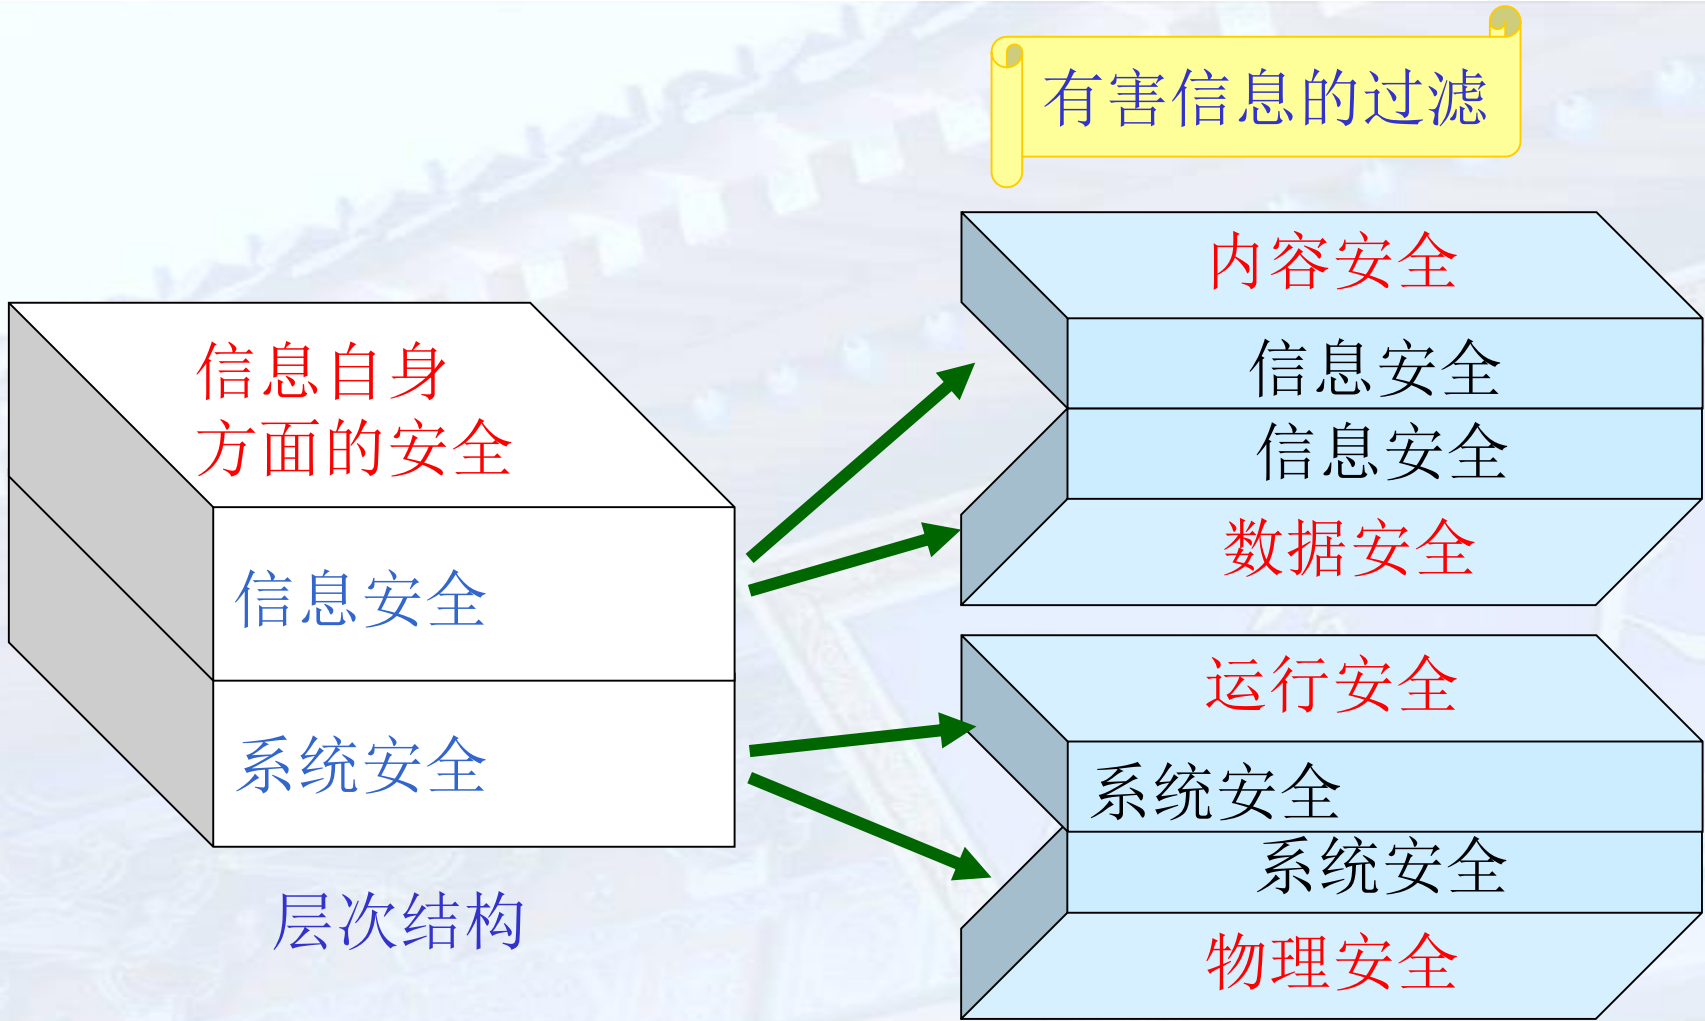 有害信息的过滤
内容安全
信息安全
信息安全
数据安全
信息自身
方面的安全
信息安全
系统安全
层次结构
运行安全
系统安全
系统安全
物理安全